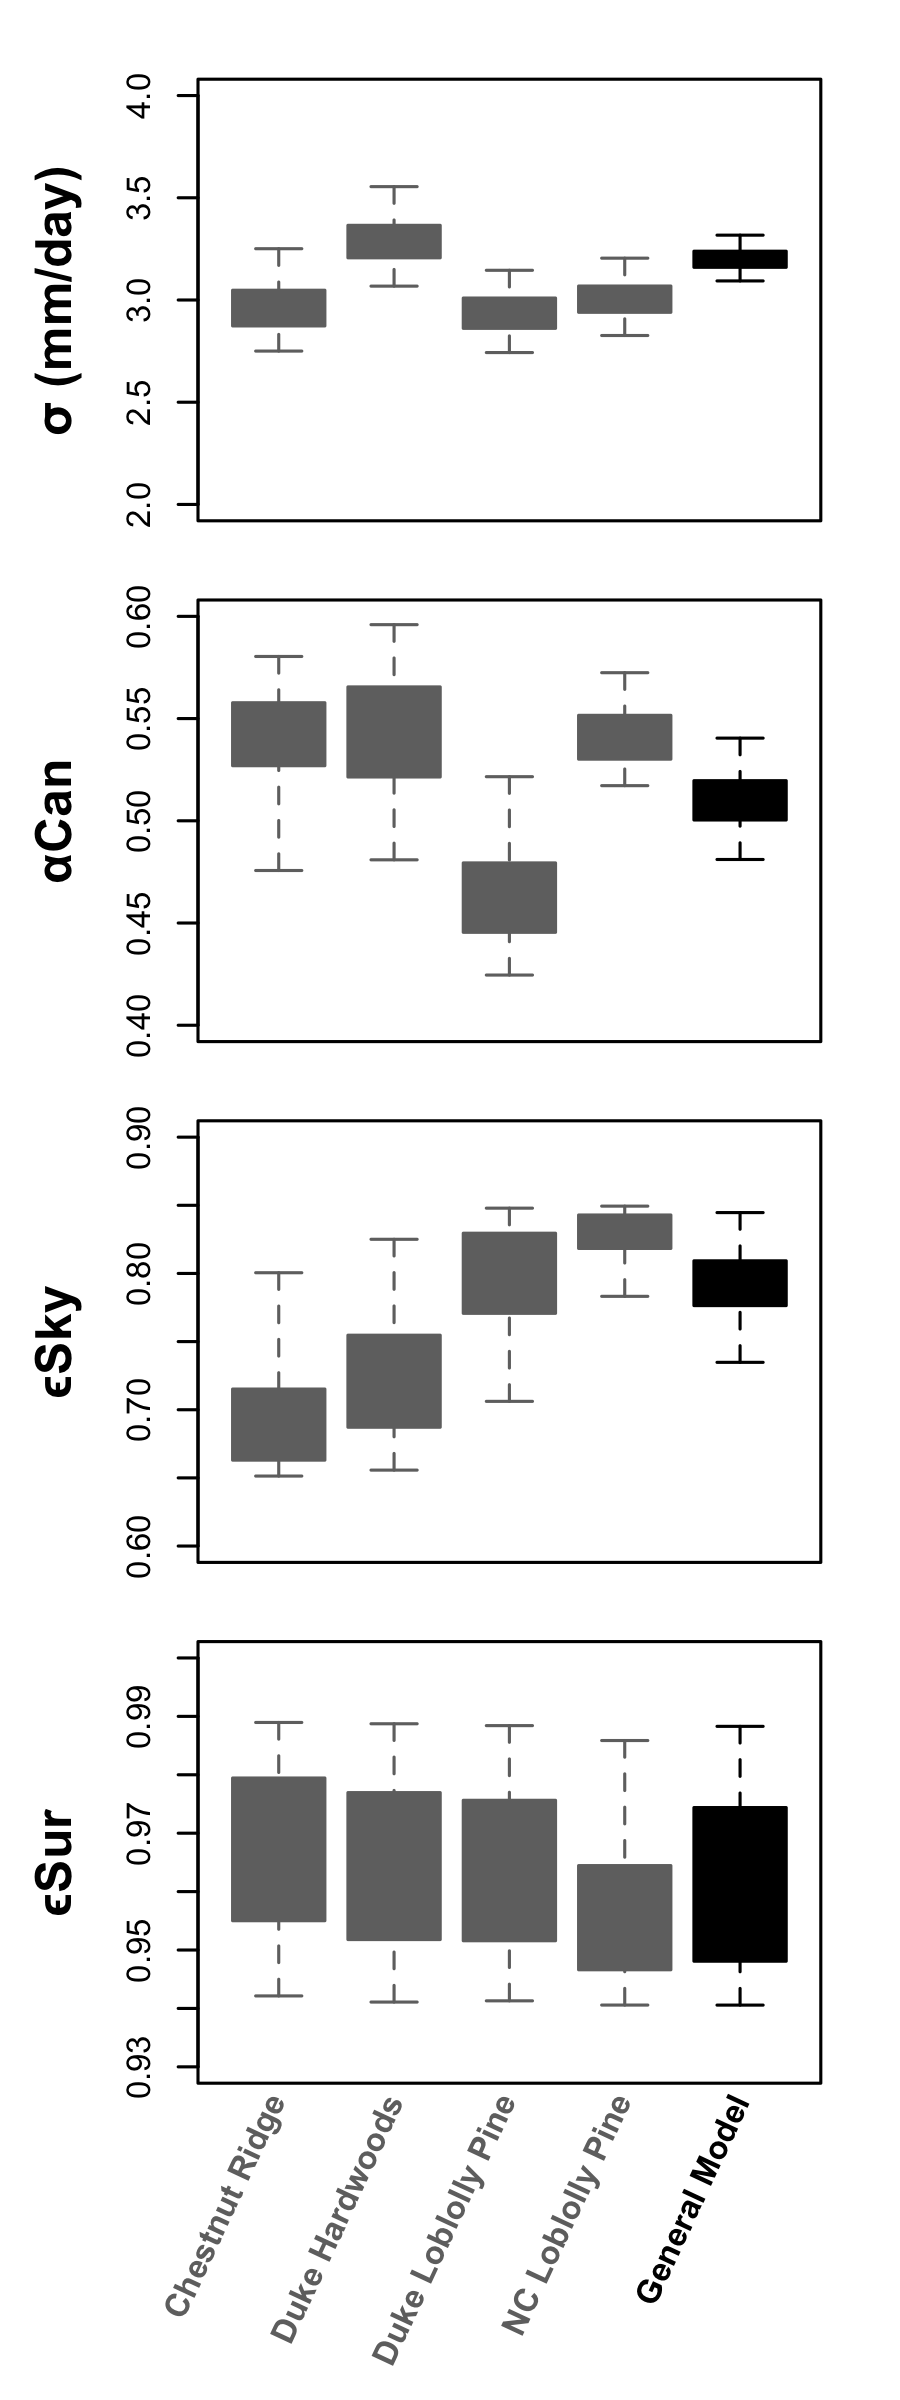 σ (mm/day)
4.0
3.5
3.0
2.5
2.0
αCan
0.60
0.55
0.50
0.45
0.40
ϵSky
0.90
0.80
0.70
0.60
ϵSur
0.99
0.97
0.95
0.93
Chestnut Ridge
Duke Hardwoods
Duke Loblolly Pine
NC Loblolly Pine
General Model